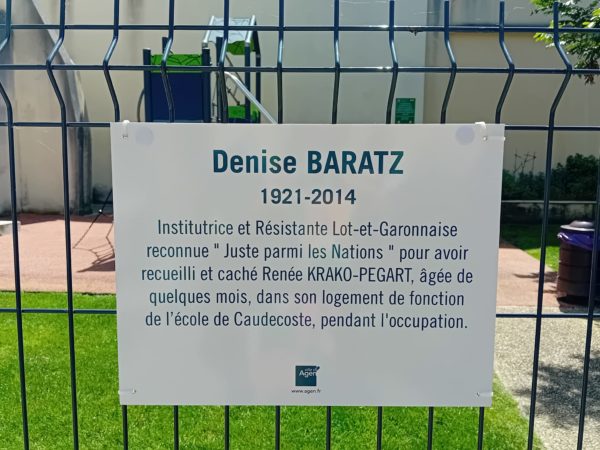 Denise BARATZ
1921-2014
Institutrice et Résistante Lot-et-Garonnaise
reconnue " Juste parmi les Nations " pour avoir
recueilli et caché Renée KRAKO-PEGART, âgée de
quelques mois, dans son logement de fonction
de l'école de Caudecoste, pendant l'occupation.
ville d'
Agen
www.agen.fr